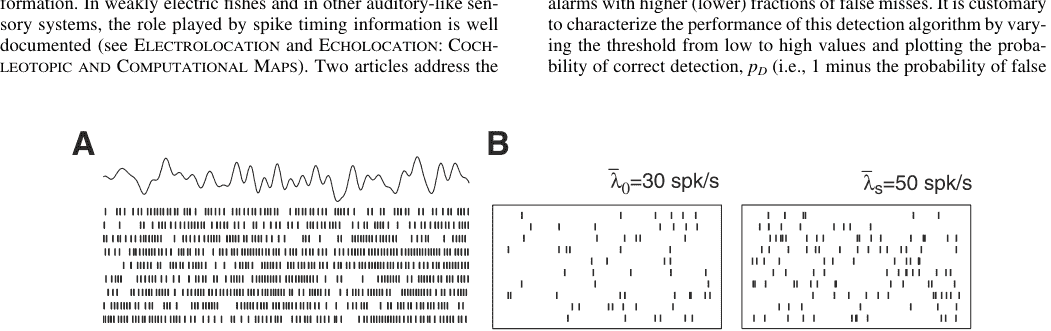 formation. In weakly electric fishes and in other auditory-like sen-
sory systems, the role played by spike timing information is well
documented (see ELECTROLOCATION and ECHOLOCATION: COCH-
LEOTOPIC AND COMPUTATIONAL MAPS). Two articles address the
alarms with higher (lower) fractions of false misses. It is customary
to characterize the performance of this detection algorithm by vary-
ing the threshold from low to high values and plotting the proba-
bility of correct detection, p_D (i.e., 1 minus the probability of false
A
B
λ̄₀=30 spk/s
λ̄ₛ=50 spk/s